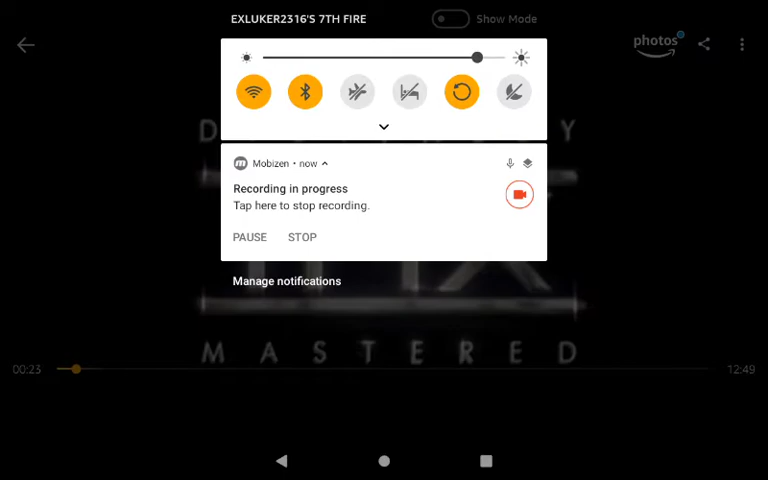 EXLUKER2316'S 7TH FIRE
Show Mode
photos
Mobizen • now
Recording in progress
Tap here to stop recording.
PAUSE STOP
Manage notifications
MASTERED
00:23
12:49